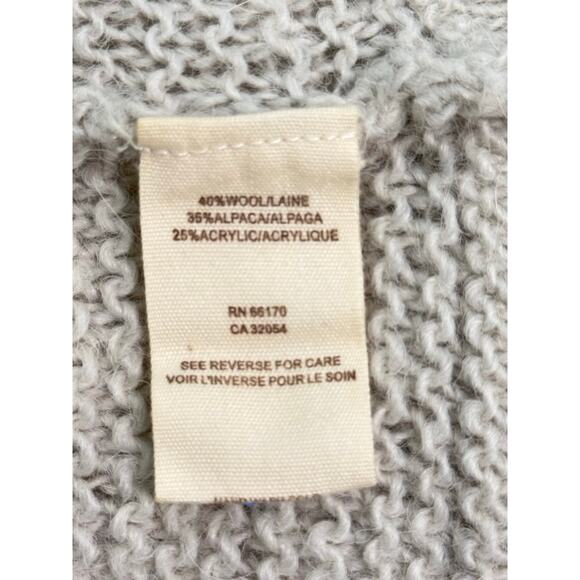 40%WOOL/LAINE
35%ALPACA/ALPAGA
25%ACRYLIC/ACRYLIQUE
RN 66170
CA 32054
SEE REVERSE FOR CARE
VOIR L'INVERSE POUR LE SOIN